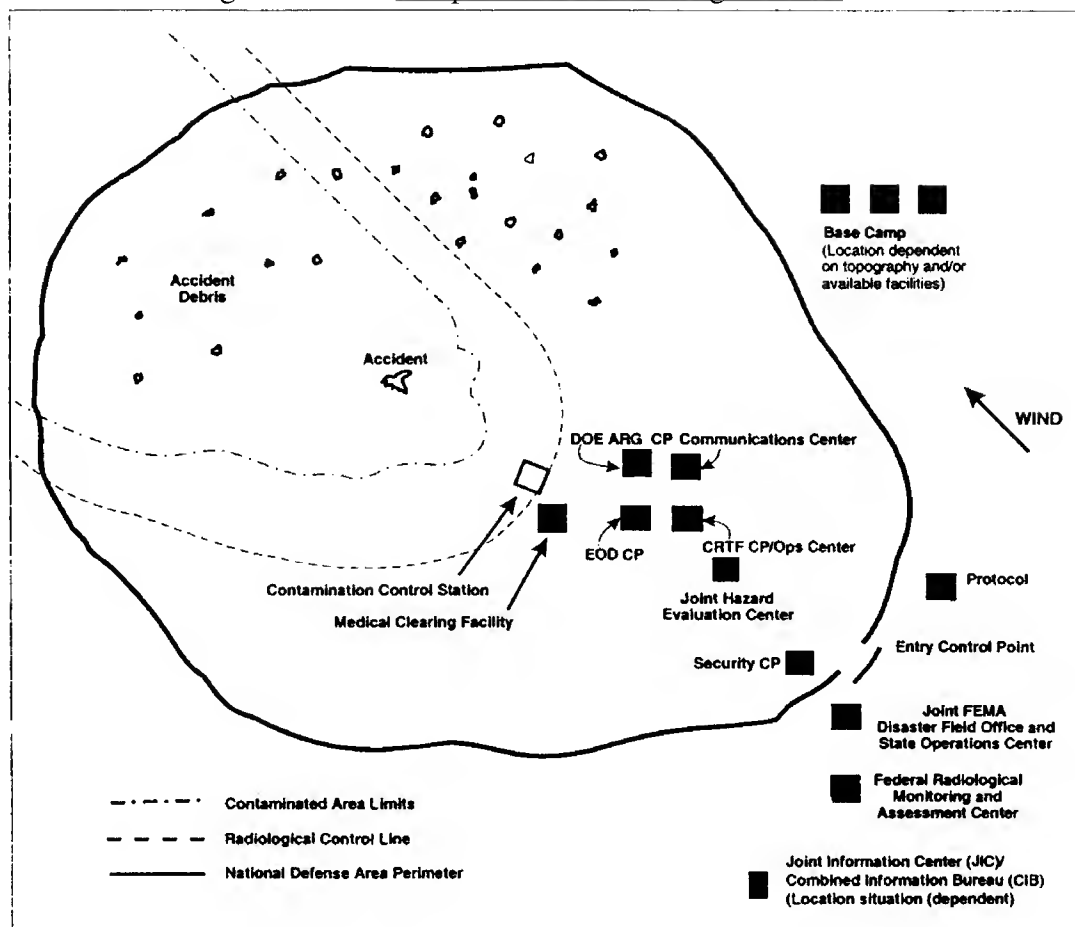 Base Camp
(Location dependent
on topography and/or
available facilities)
Accident
Debris
Accident
WIND
DOE ARG CP Communications Center
EOD CP
CRTF CP/Ops Center
Contamination Control Station
Joint Hazard
Evaluation Center
Medical Clearing Facility
Protocol
Entry Control Point
Security CP
Joint FEMA
Disaster Field Office and
State Operations Center
Federal Radiological
Monitoring and
Assessment Center
Contaminated Area Limits
Radiological Control Line
National Defense Area Perimeter
Joint Information Center (JIC)/
Combined Information Bureau (CIB)
(Location situation (dependent)